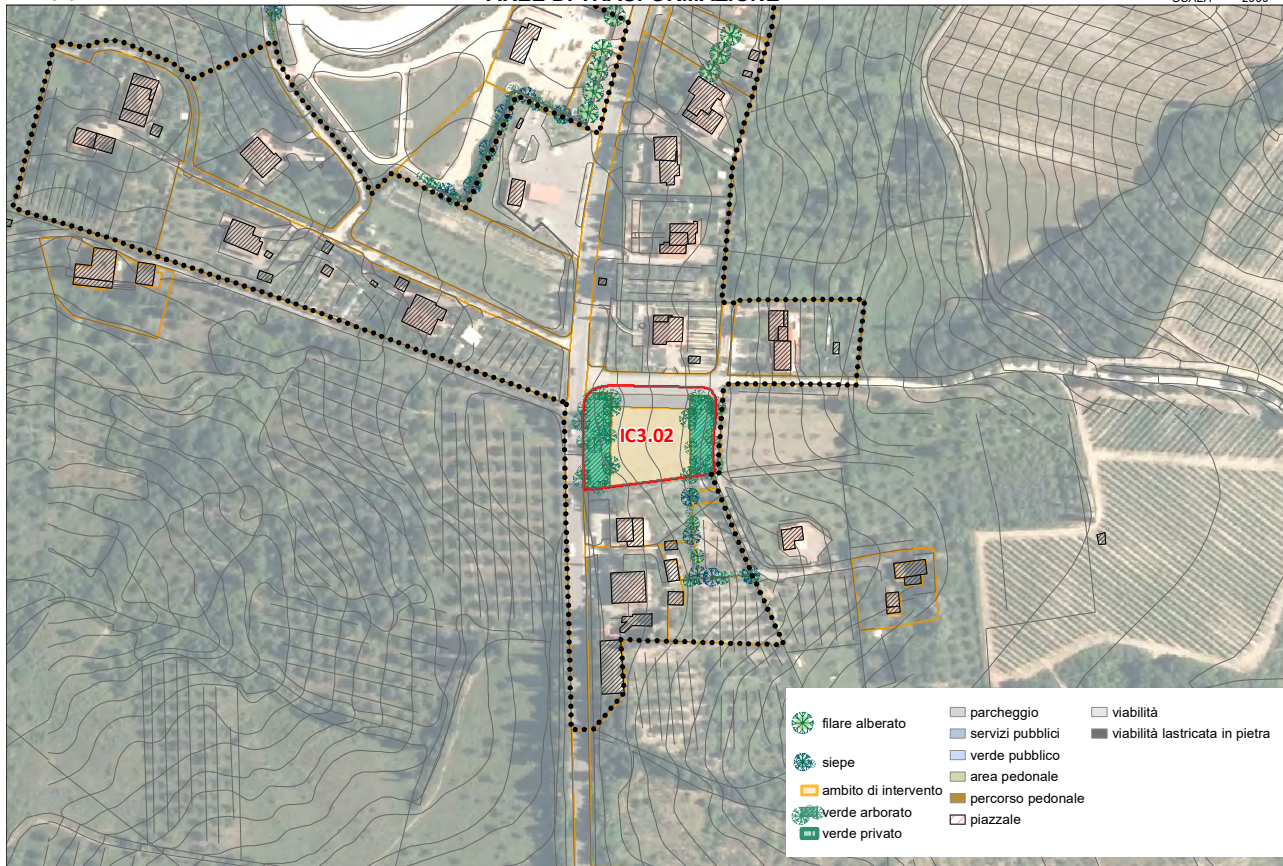 IC3.02
filare alberato
siepe
ambito di intervento
verde arborato
verde privato
parcheggio
servizi pubblici
verde pubblico
area pedonale
percorso pedonale
piazzale
viabilità
viabilità lastricata in pietra